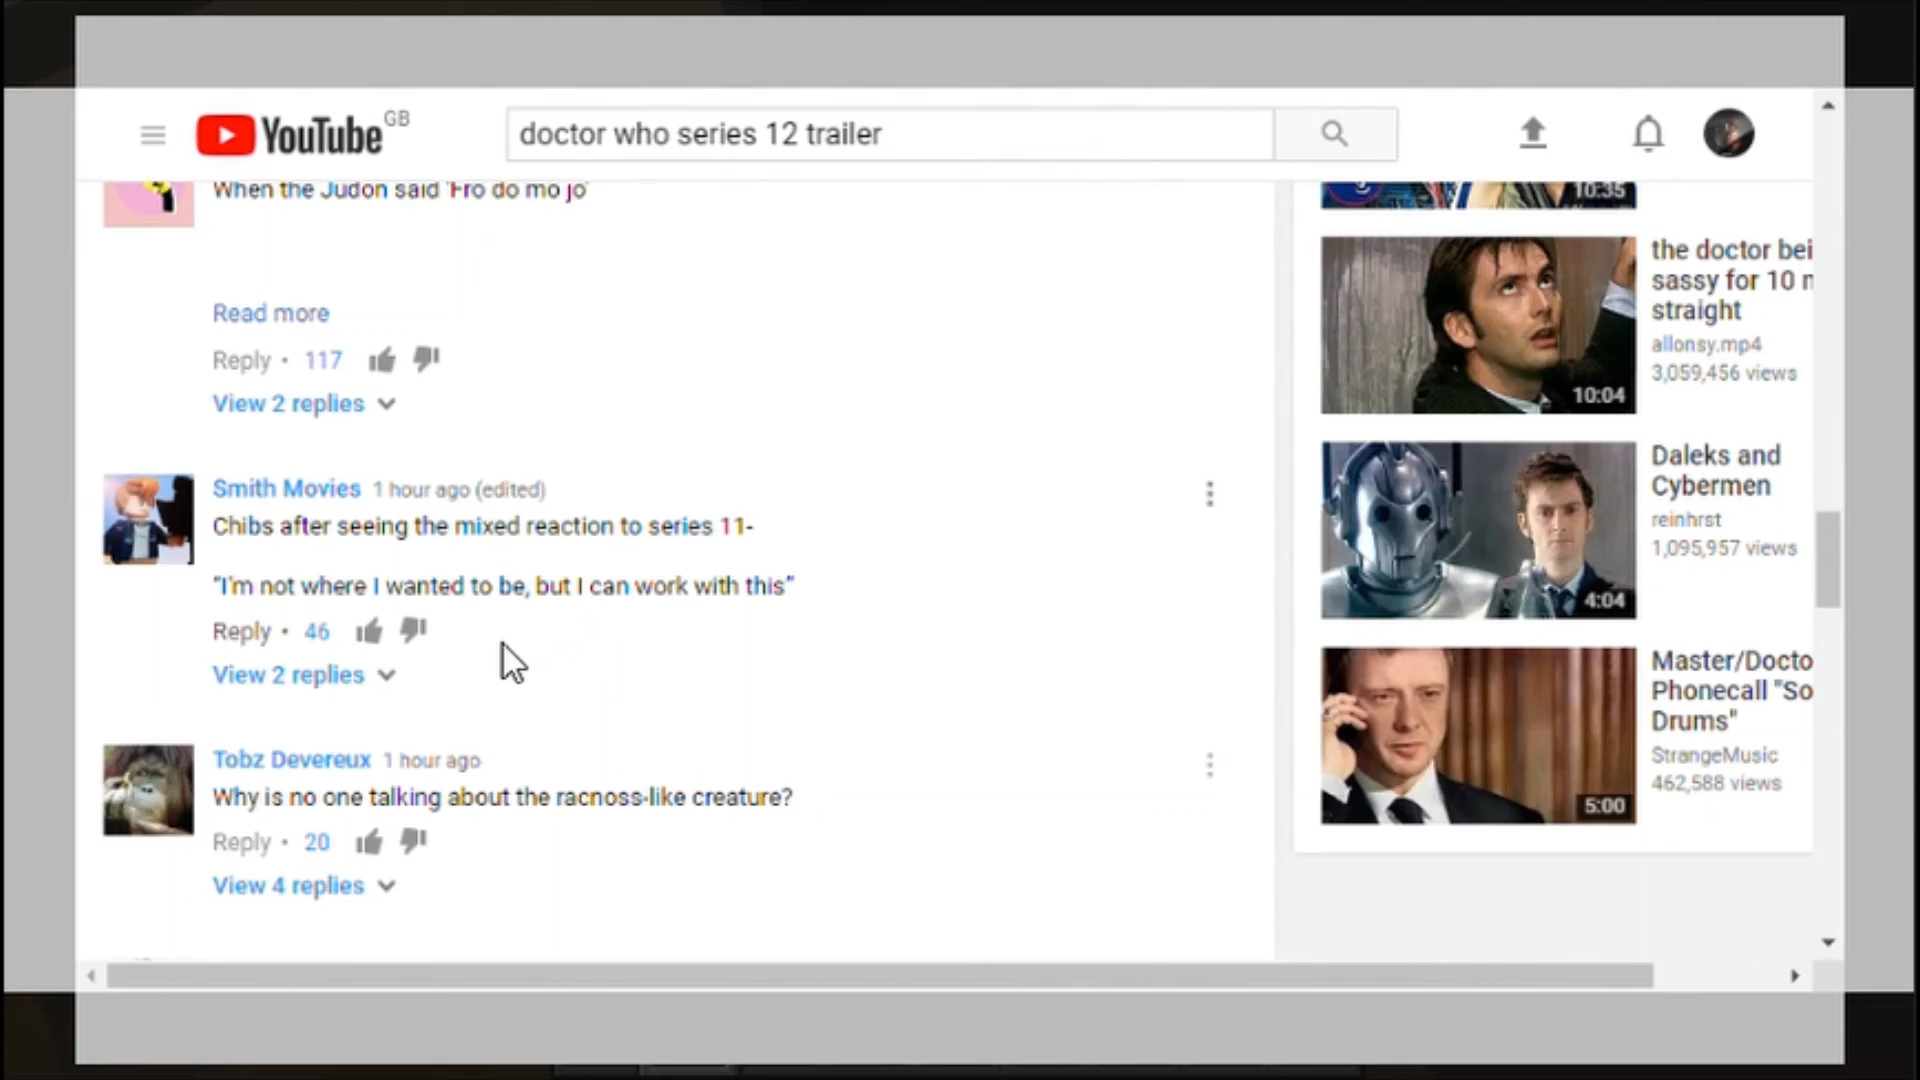 YouTube GB
doctor who series 12 trailer
When the Judon said 'Fro do mo jo'
Read more
Reply • 117
View 2 replies
Smith Movies 1 hour ago (edited)
Chibs after seeing the mixed reaction to series 11-
"I'm not where I wanted to be, but I can work with this"
Reply • 46
View 2 replies
Tobz Devereux 1 hour ago
Why is no one talking about the racnoss-like creature?
Reply • 20
View 4 replies
10:35
10:04
the doctor bei
sassy for 10 m
straight
allonsy.mp4
3,059,456 views
4:04
Daleks and
Cybermen
reinhrst
1,095,957 views
5:00
Master/Docto
Phonecall "So
Drums"
StrangeMusic
462,588 views